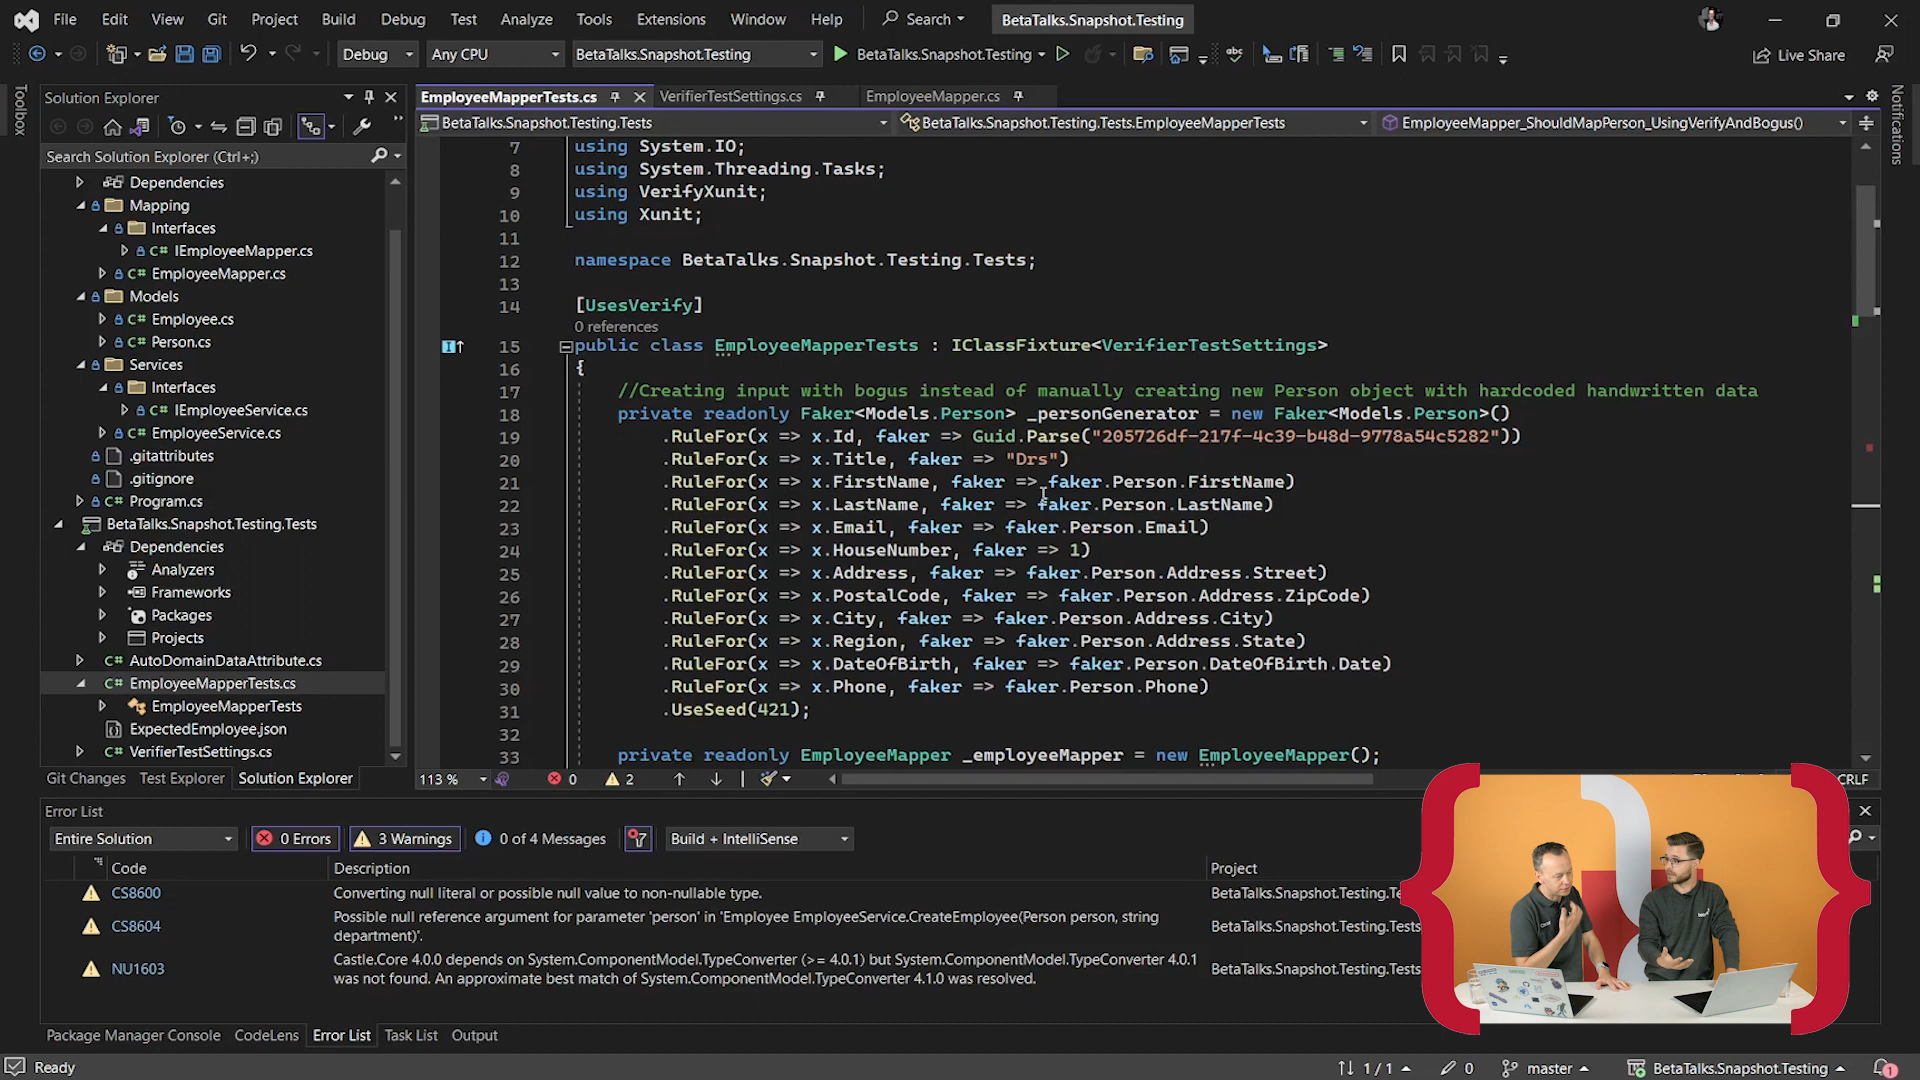 File Edit View Git Project Build Debug Test Analyze Tools Extensions Window Help Search BetaTalks.Snapshot.Testing
Debug Any CPU BetaTalks.Snapshot.Testing BetaTalks.Snapshot.Testing Live Share
Toolbox
Solution Explorer
Search Solution Explorer (Ctrl+;)
Dependencies
Mapping
Interfaces
C# IEmployeeMapper.cs
C# EmployeeMapper.cs
Models
C# Employee.cs
C# Person.cs
Services
Interfaces
C# IEmployeeService.cs
C# EmployeeService.cs
.gitattributes
.gitignore
C# Program.cs
BetaTalks.Snapshot.Testing.Tests
Dependencies
Analyzers
Frameworks
Packages
Projects
C# AutoDomainDataAttribute.cs
C# EmployeeMapperTests.cs
EmployeeMapperTests
ExpectedEmployee.json
C# VerifierTestSettings.cs
Git Changes Test Explorer Solution Explorer
EmployeeMapperTests.cs VerifierTestSettings.cs EmployeeMapper.cs
BetaTalks.Snapshot.Testing.Tests BetaTalks.Snapshot.Testing.Tests.EmployeeMapperTests EmployeeMapper_ShouldMapPerson_UsingVerifyAndBogus()
Notifications
7 using System.IO;
8 using System.Threading.Tasks;
9 using VerifyXunit;
10 using Xunit;
11
12 namespace BetaTalks.Snapshot.Testing.Tests;
13
14 [UsesVerify]
0 references
15 public class EmployeeMapperTests : IClassFixture<VerifierTestSettings>
16 {
17 //Creating input with bogus instead of manually creating new Person object with hardcoded handwritten data
18 private readonly Faker<Models.Person> _personGenerator = new Faker<Models.Person>()
19 .RuleFor(x => x.Id, faker => Guid.Parse("205726df-217f-4c39-b48d-9778a54c5282"))
20 .RuleFor(x => x.Title, faker => "Drs")
21 .RuleFor(x => x.FirstName, faker => faker.Person.FirstName)
22 .RuleFor(x => x.LastName, faker => faker.Person.LastName)
23 .RuleFor(x => x.Email, faker => faker.Person.Email)
24 .RuleFor(x => x.HouseNumber, faker => 1)
25 .RuleFor(x => x.Address, faker => faker.Person.Address.Street)
26 .RuleFor(x => x.PostalCode, faker => faker.Person.Address.ZipCode)
27 .RuleFor(x => x.City, faker => faker.Person.Address.City)
28 .RuleFor(x => x.Region, faker => faker.Person.Address.State)
29 .RuleFor(x => x.DateOfBirth, faker => faker.Person.DateOfBirth.Date)
30 .RuleFor(x => x.Phone, faker => faker.Person.Phone)
31 .UseSeed(421);
32
33 private readonly EmployeeMapper _employeeMapper = new EmployeeMapper();
113 % 0 2 CRLF
Error List
Entire Solution 0 Errors 3 Warnings 0 of 4 Messages Build + IntelliSense
Code Description Project
CS8600 Converting null literal or possible null value to non-nullable type. BetaTalks.Snapshot.Testing.Te
CS8604 Possible null reference argument for parameter 'person' in 'Employee EmployeeService.CreateEmployee(Person person, string department)'. BetaTalks.Snapshot.Testing.Tests
NU1603 Castle.Core 4.0.0 depends on System.ComponentModel.TypeConverter (>= 4.0.1) but System.ComponentModel.TypeConverter 4.0.1 was not found. An approximate best match of System.ComponentModel.TypeConverter 4.1.0 was resolved. BetaTalks.Snapshot.Testing.Tests
Package Manager Console CodeLens Error List Task List Output
Ready 1 / 1 0 master BetaTalks.Snapshot.Testing 1